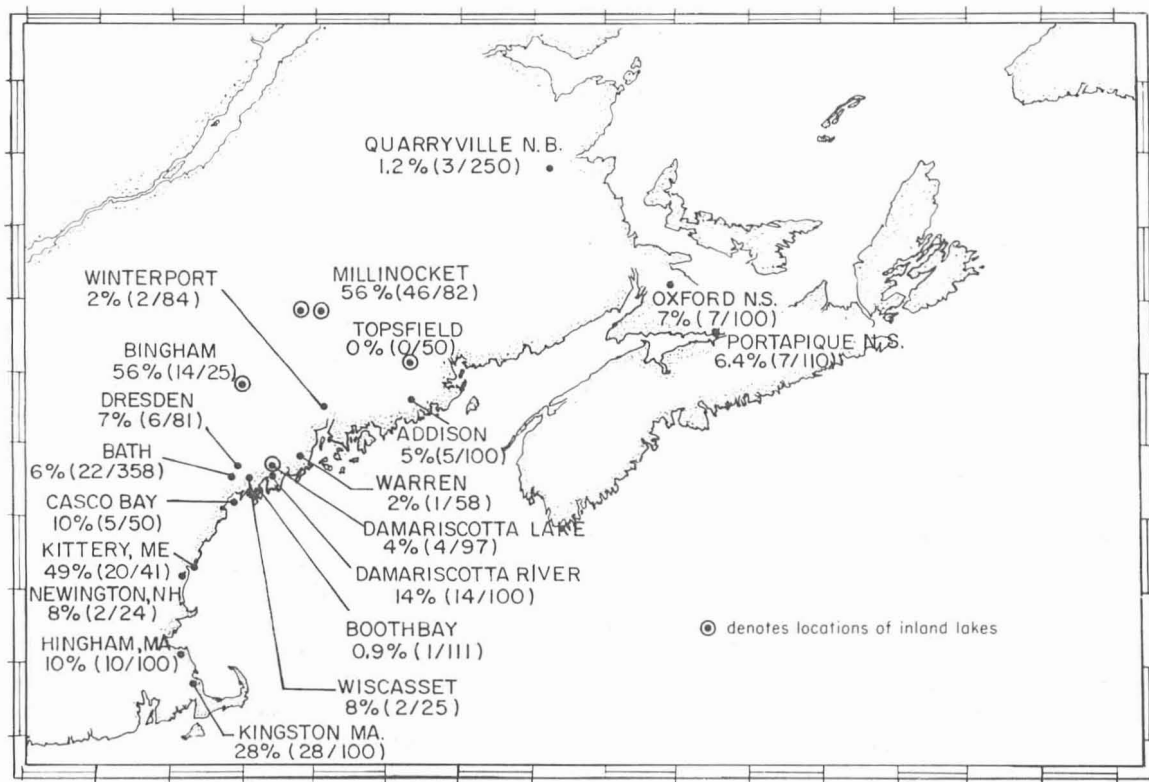 QUARRYVILLE N.B.
1.2% (3/250)
WINTERPORT
2% (2/84)
MILLINOCKET
56% (46/82)
OXFORD N.S.
7% (7/100)
TOPSFIELD
0% (0/50)
PORTAPIQUE N.S.
6.4% (7/110)
BINGHAM
56% (14/25)
DRESDEN
7% (6/81)
ADDISON
5% (5/100)
BATH
6% (22/358)
WARREN
2% (1/58)
CASCO BAY
10% (5/50)
DAMARISCOTTA LAKE
4% (4/97)
KITTERY, ME
49% (20/41)
DAMARISCOTTA RIVER
14% (14/100)
NEWINGTON, NH
8% (2/24)
BOOTHBAY
0.9% (1/111)
denotes locations of inland lakes
HINGHAM, MA
10% (10/100)
WISCASSET
8% (2/25)
KINGSTON MA.
28% (28/100)